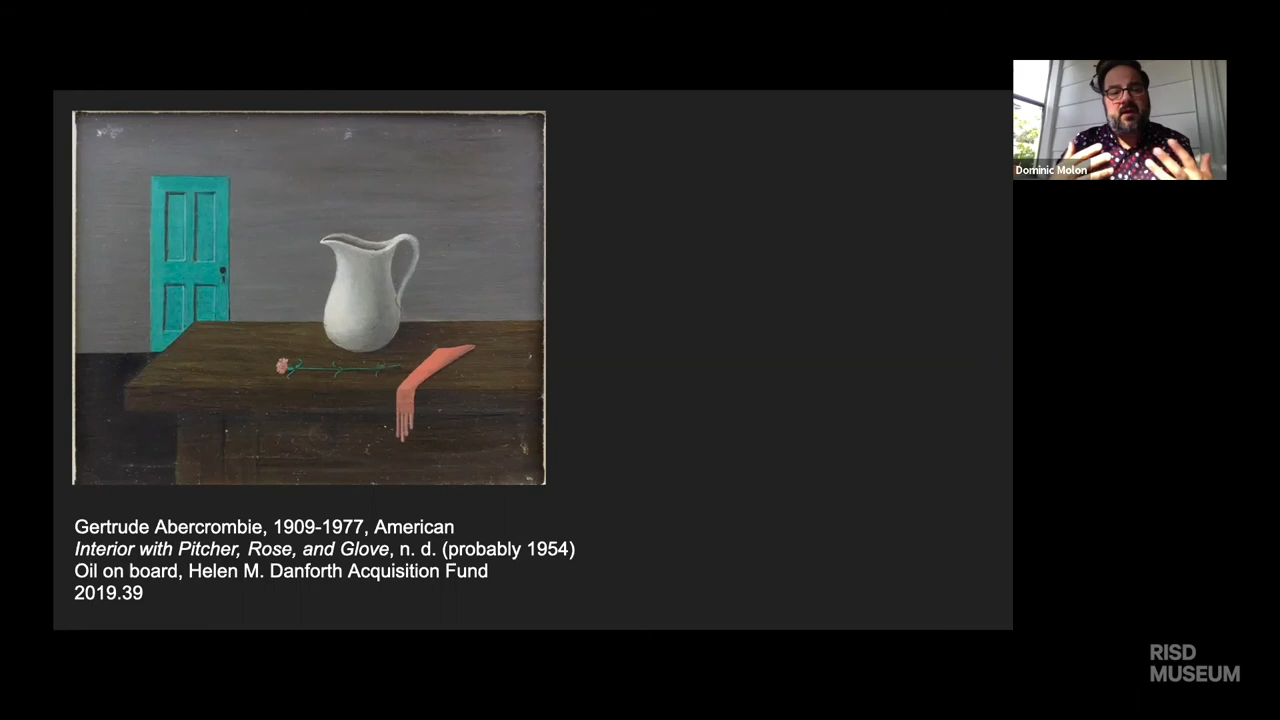 Dominic Molon
Gertrude Abercrombie, 1909-1977, American
Interior with Pitcher, Rose, and Glove, n. d. (probably 1954)
Oil on board, Helen M. Danforth Acquisition Fund
2019.39
RISD
MUSEUM